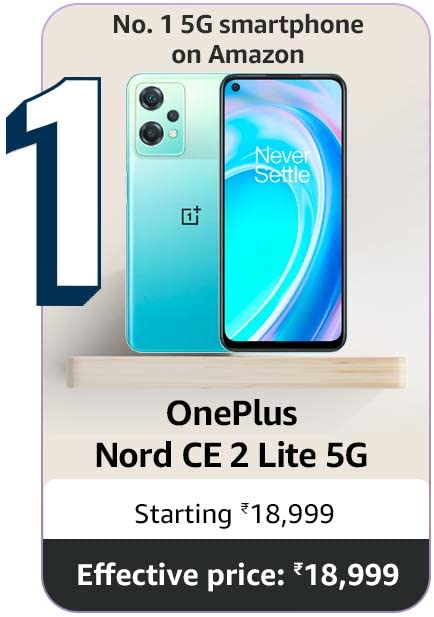 No. 1 5G smartphone
on Amazon
1
Never
Settle
1+
OnePlus
Nord CE 2 Lite 5G
Starting ₹18,999
Effective price: ₹18,999